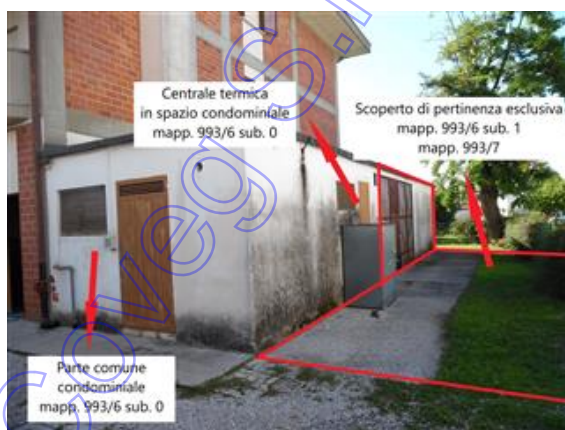 Centrale termica
in spazio condominiale
mapp. 993/6 sub. 0
Scoperto di pertinenza esclusiva
mapp. 993/6 sub. 1
mapp. 993/7
Parte comune
condominiale
mapp. 993/6 sub. 0
Coveg s.r